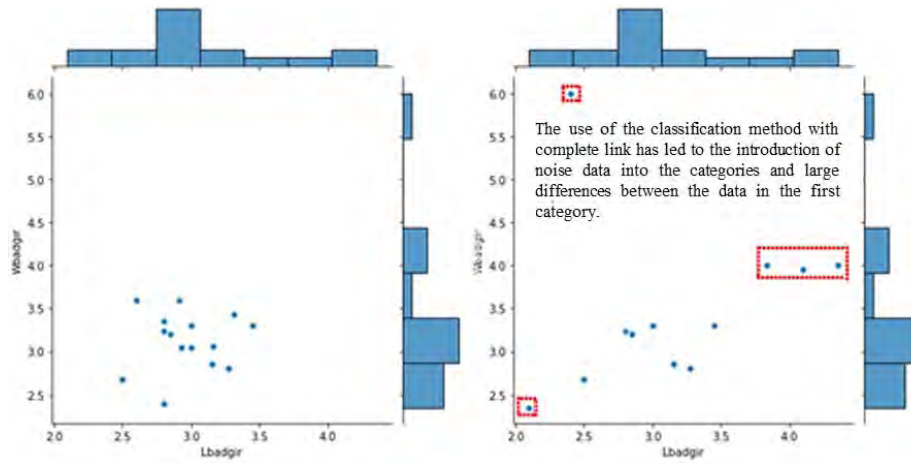 6.0
5.5
5.0
4.5
4.0
3.5
3.0
2.5
Wbadgir
2.0 2.5 3.0 3.5 4.0
Lbadgir
6.0
5.5
5.0
4.5
4.0
3.5
3.0
2.5
Wbadgir
The use of the classification method with
complete link has led to the introduction of
noise data into the categories and large
differences between the data in the first
category.
2.0 2.5 3.0 3.5 4.0
Lbadgir